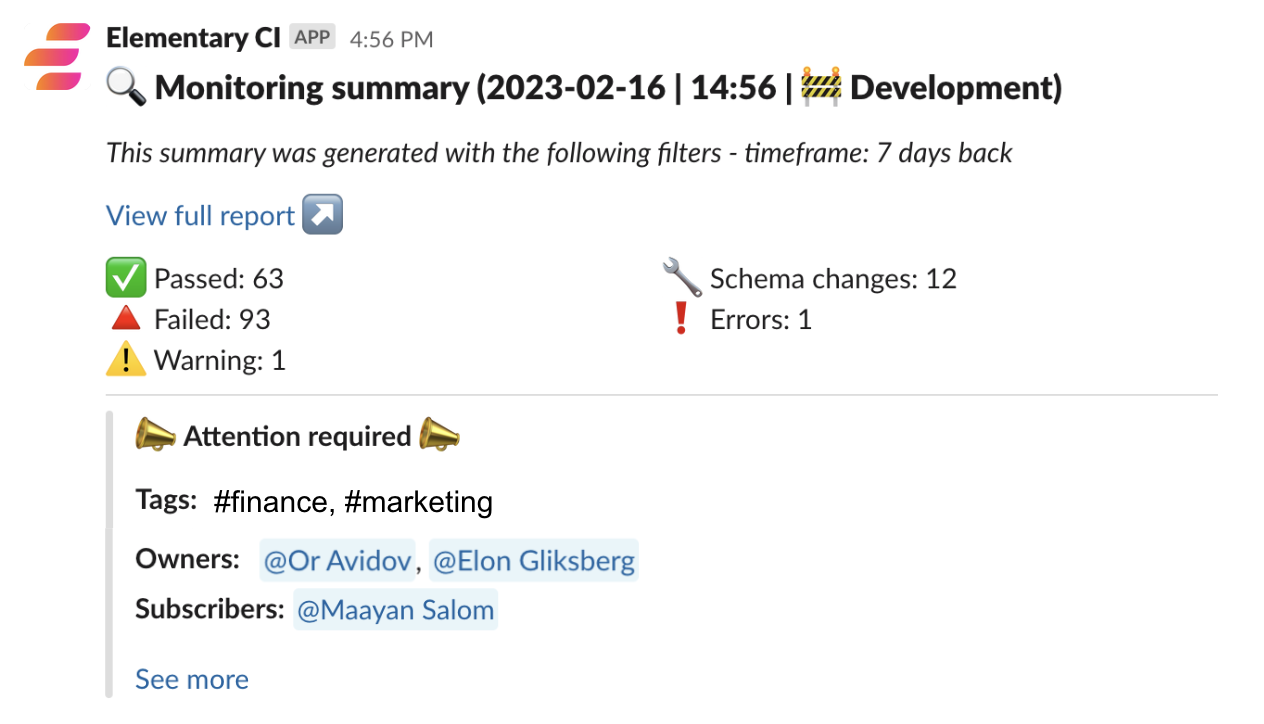 Elementary CI APP 4:56 PM
Monitoring summary (2023-02-16 | 14:56 | Development)
This summary was generated with the following filters - timeframe: 7 days back
View full report
Passed: 63
Schema changes: 12
Failed: 93
Errors: 1
Warning: 1
Attention required
Tags: #finance, #marketing
Owners: @Or Avidov, @Elon Gliksberg
Subscribers: @Maayan Salom
See more